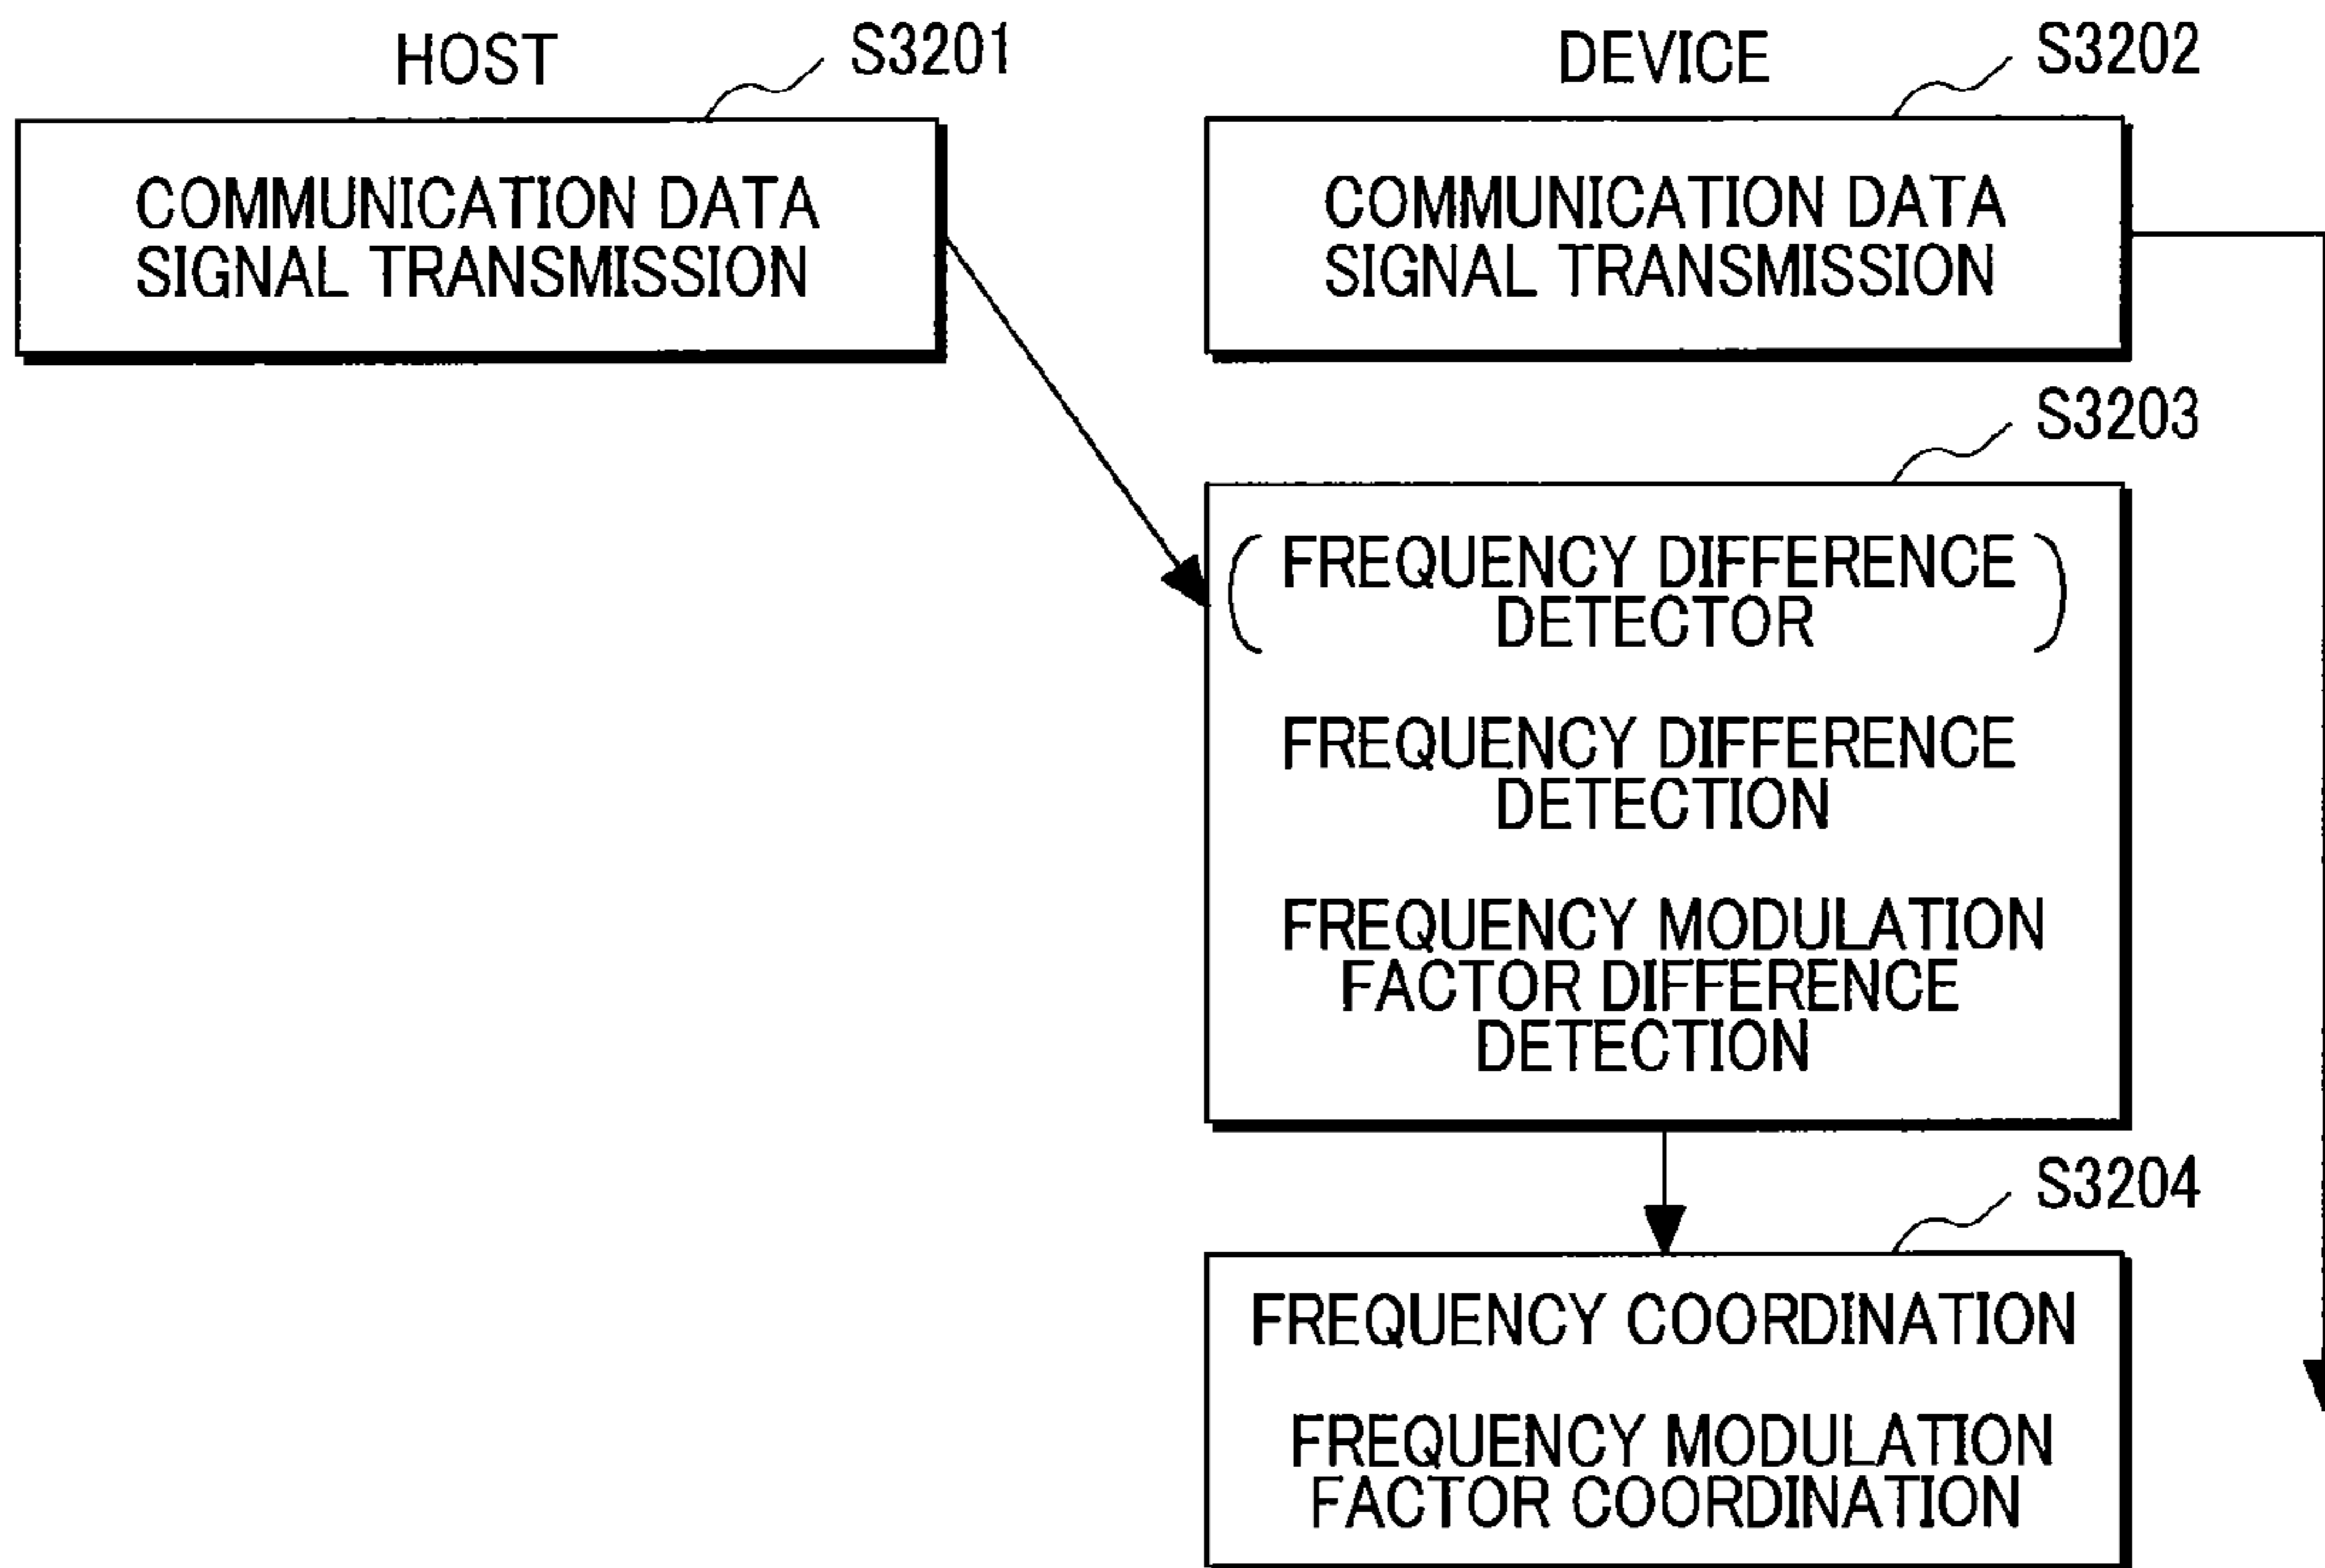 HOST
S3201
COMMUNICATION DATA
SIGNAL TRANSMISSION
DEVICE
S3202
COMMUNICATION DATA
SIGNAL TRANSMISSION
S3203
( FREQUENCY DIFFERENCE
DETECTOR )
FREQUENCY DIFFERENCE
DETECTION
FREQUENCY MODULATION
FACTOR DIFFERENCE
DETECTION
S3204
FREQUENCY COORDINATION
FREQUENCY MODULATION
FACTOR COORDINATION